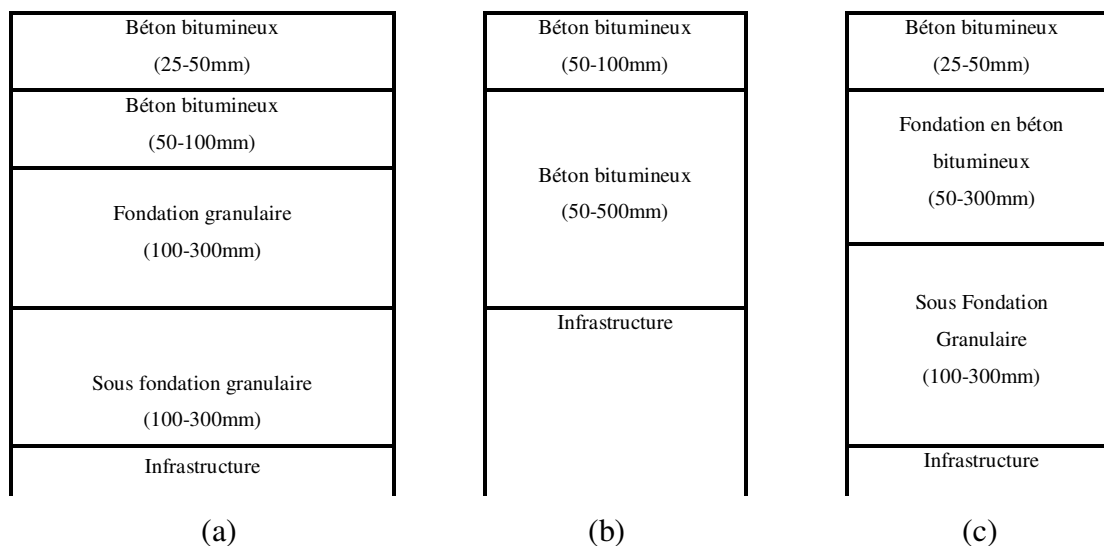 Béton bitumineux
(25-50mm)
Béton bitumineux
(50-100mm)
Fondation granulaire
(100-300mm)
Sous fondation granulaire
(100-300mm)
Infrastructure
(a)
Béton bitumineux
(50-100mm)
Béton bitumineux
(50-500mm)
Infrastructure
(b)
Béton bitumineux
(25-50mm)
Fondation en béton
bitumineux
(50-300mm)
Sous Fondation
Granulaire
(100-300mm)
Infrastructure
(c)